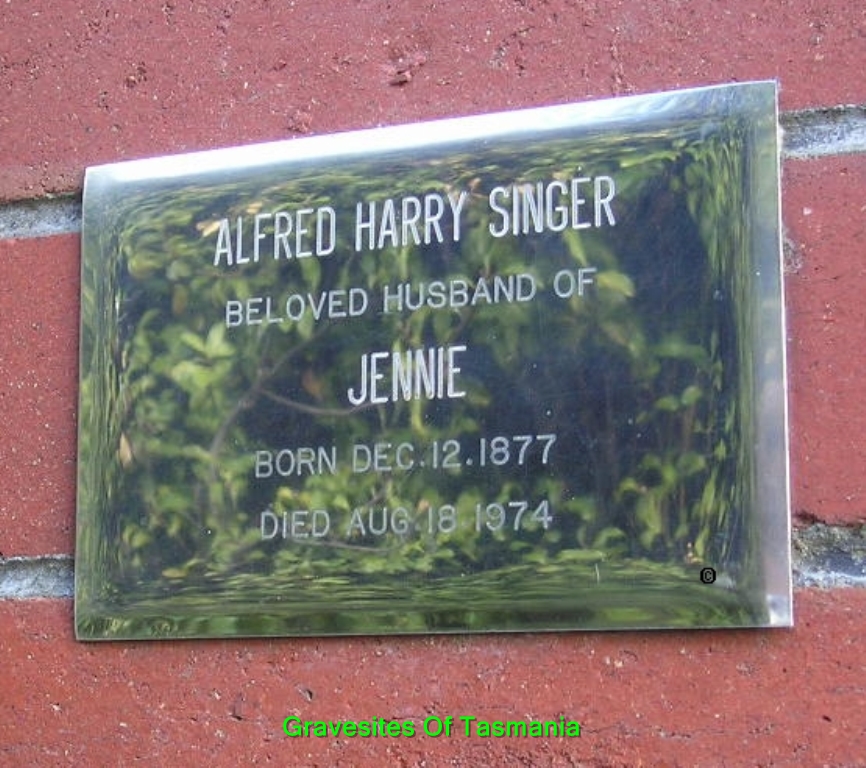 ALFRED HARRY SINGER
BELOVED HUSBAND OF
JENNIE
BORN DEC.12.1877
DIED AUG.18.1974
©
Gravesites Of Tasmania